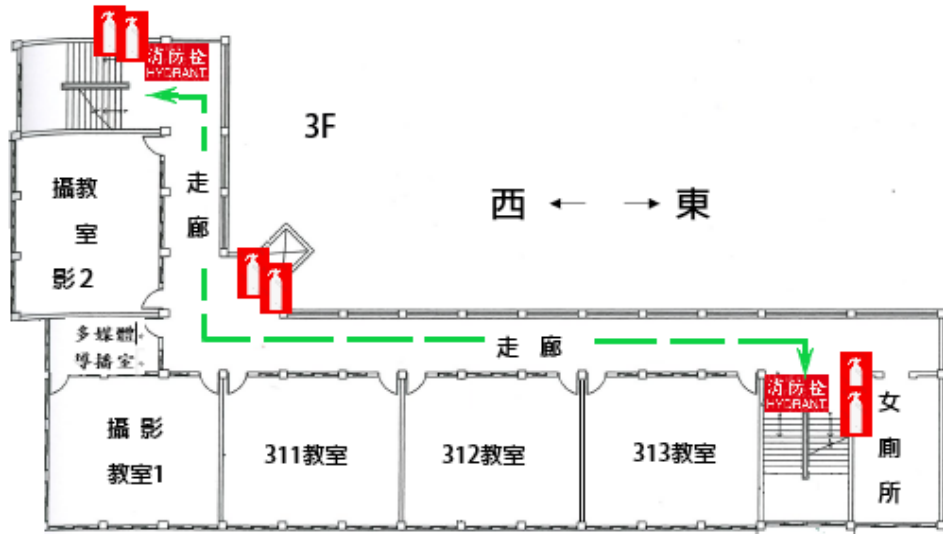 消防栓
HYDRANT
3F
走
廊
攝教
室
影2
西 ← → 東
多媒體
導播室
走 廊
消防栓
HYDRANT
女
廁
所
攝 影
教室1
311教室
312教室
313教室